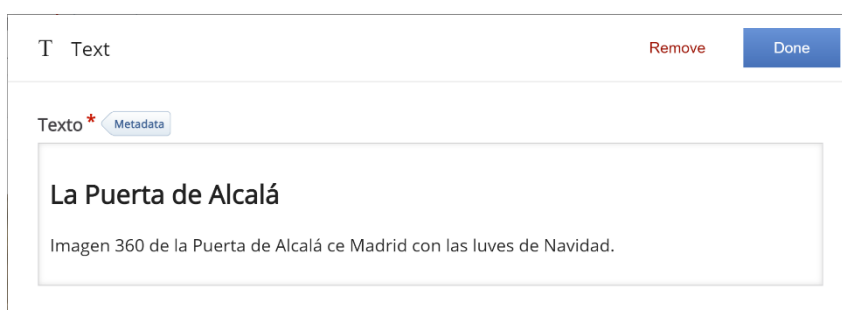 T Text Remove Done
Texto * Metadata
La Puerta de Alcalá
Imagen 360 de la Puerta de Alcalá ce Madrid con las luves de Navidad.